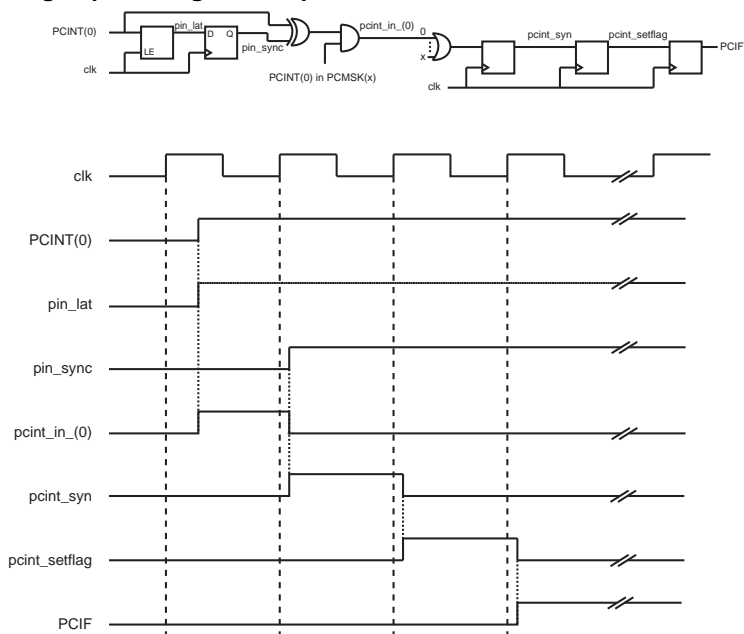 PCINT(0)
LE
pin_lat
D Q
pin_sync
clk
PCINT(0) in PCMSK(x)
pcint_in_(0)
0
x
clk
pcint_syn
pcint_setflag
PCIF
clk
PCINT(0)
pin_lat
pin_sync
pcint_in_(0)
pcint_syn
pcint_setflag
PCIF